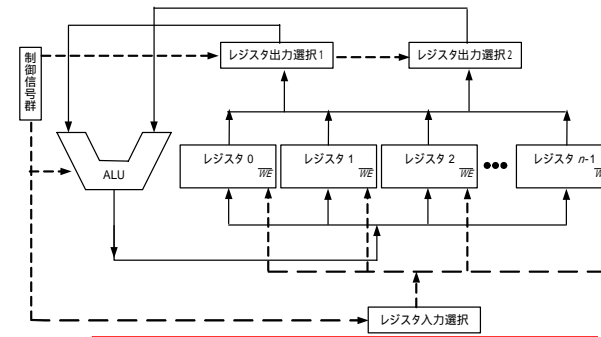 レジスタ出力選択1
レジスタ出力選択2
制御信号群
ALU
レジスタ 0
WE
レジスタ 1
WE
レジスタ 2
WE
●●●
レジスタ n-1
レジスタ入力選択